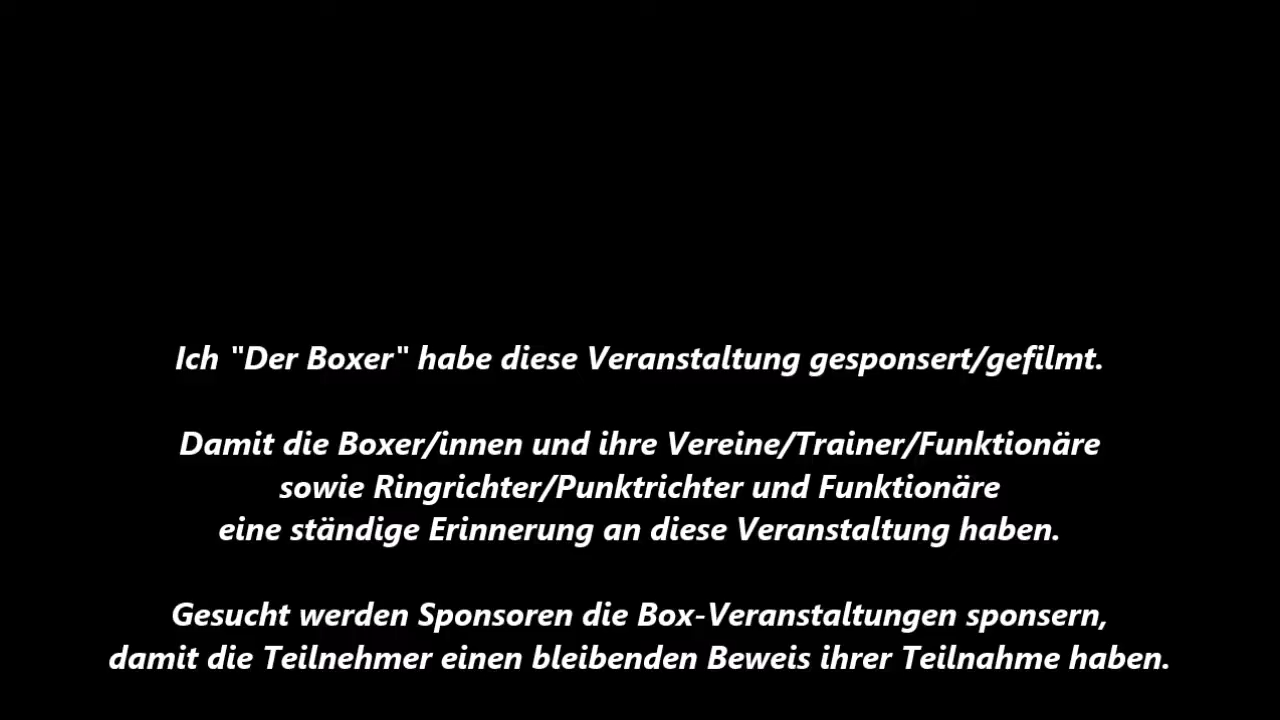 Ich "Der Boxer" habe diese Veranstaltung gesponsert/gefilmt.
Damit die Boxer/innen und ihre Vereine/Trainer/Funktionäre
sowie Ringrichter/Punktrichter und Funktionäre
eine ständige Erinnerung an diese Veranstaltung haben.
Gesucht werden Sponsoren die Box-Veranstaltungen sponsern,
damit die Teilnehmer einen bleibenden Beweis ihrer Teilnahme haben.